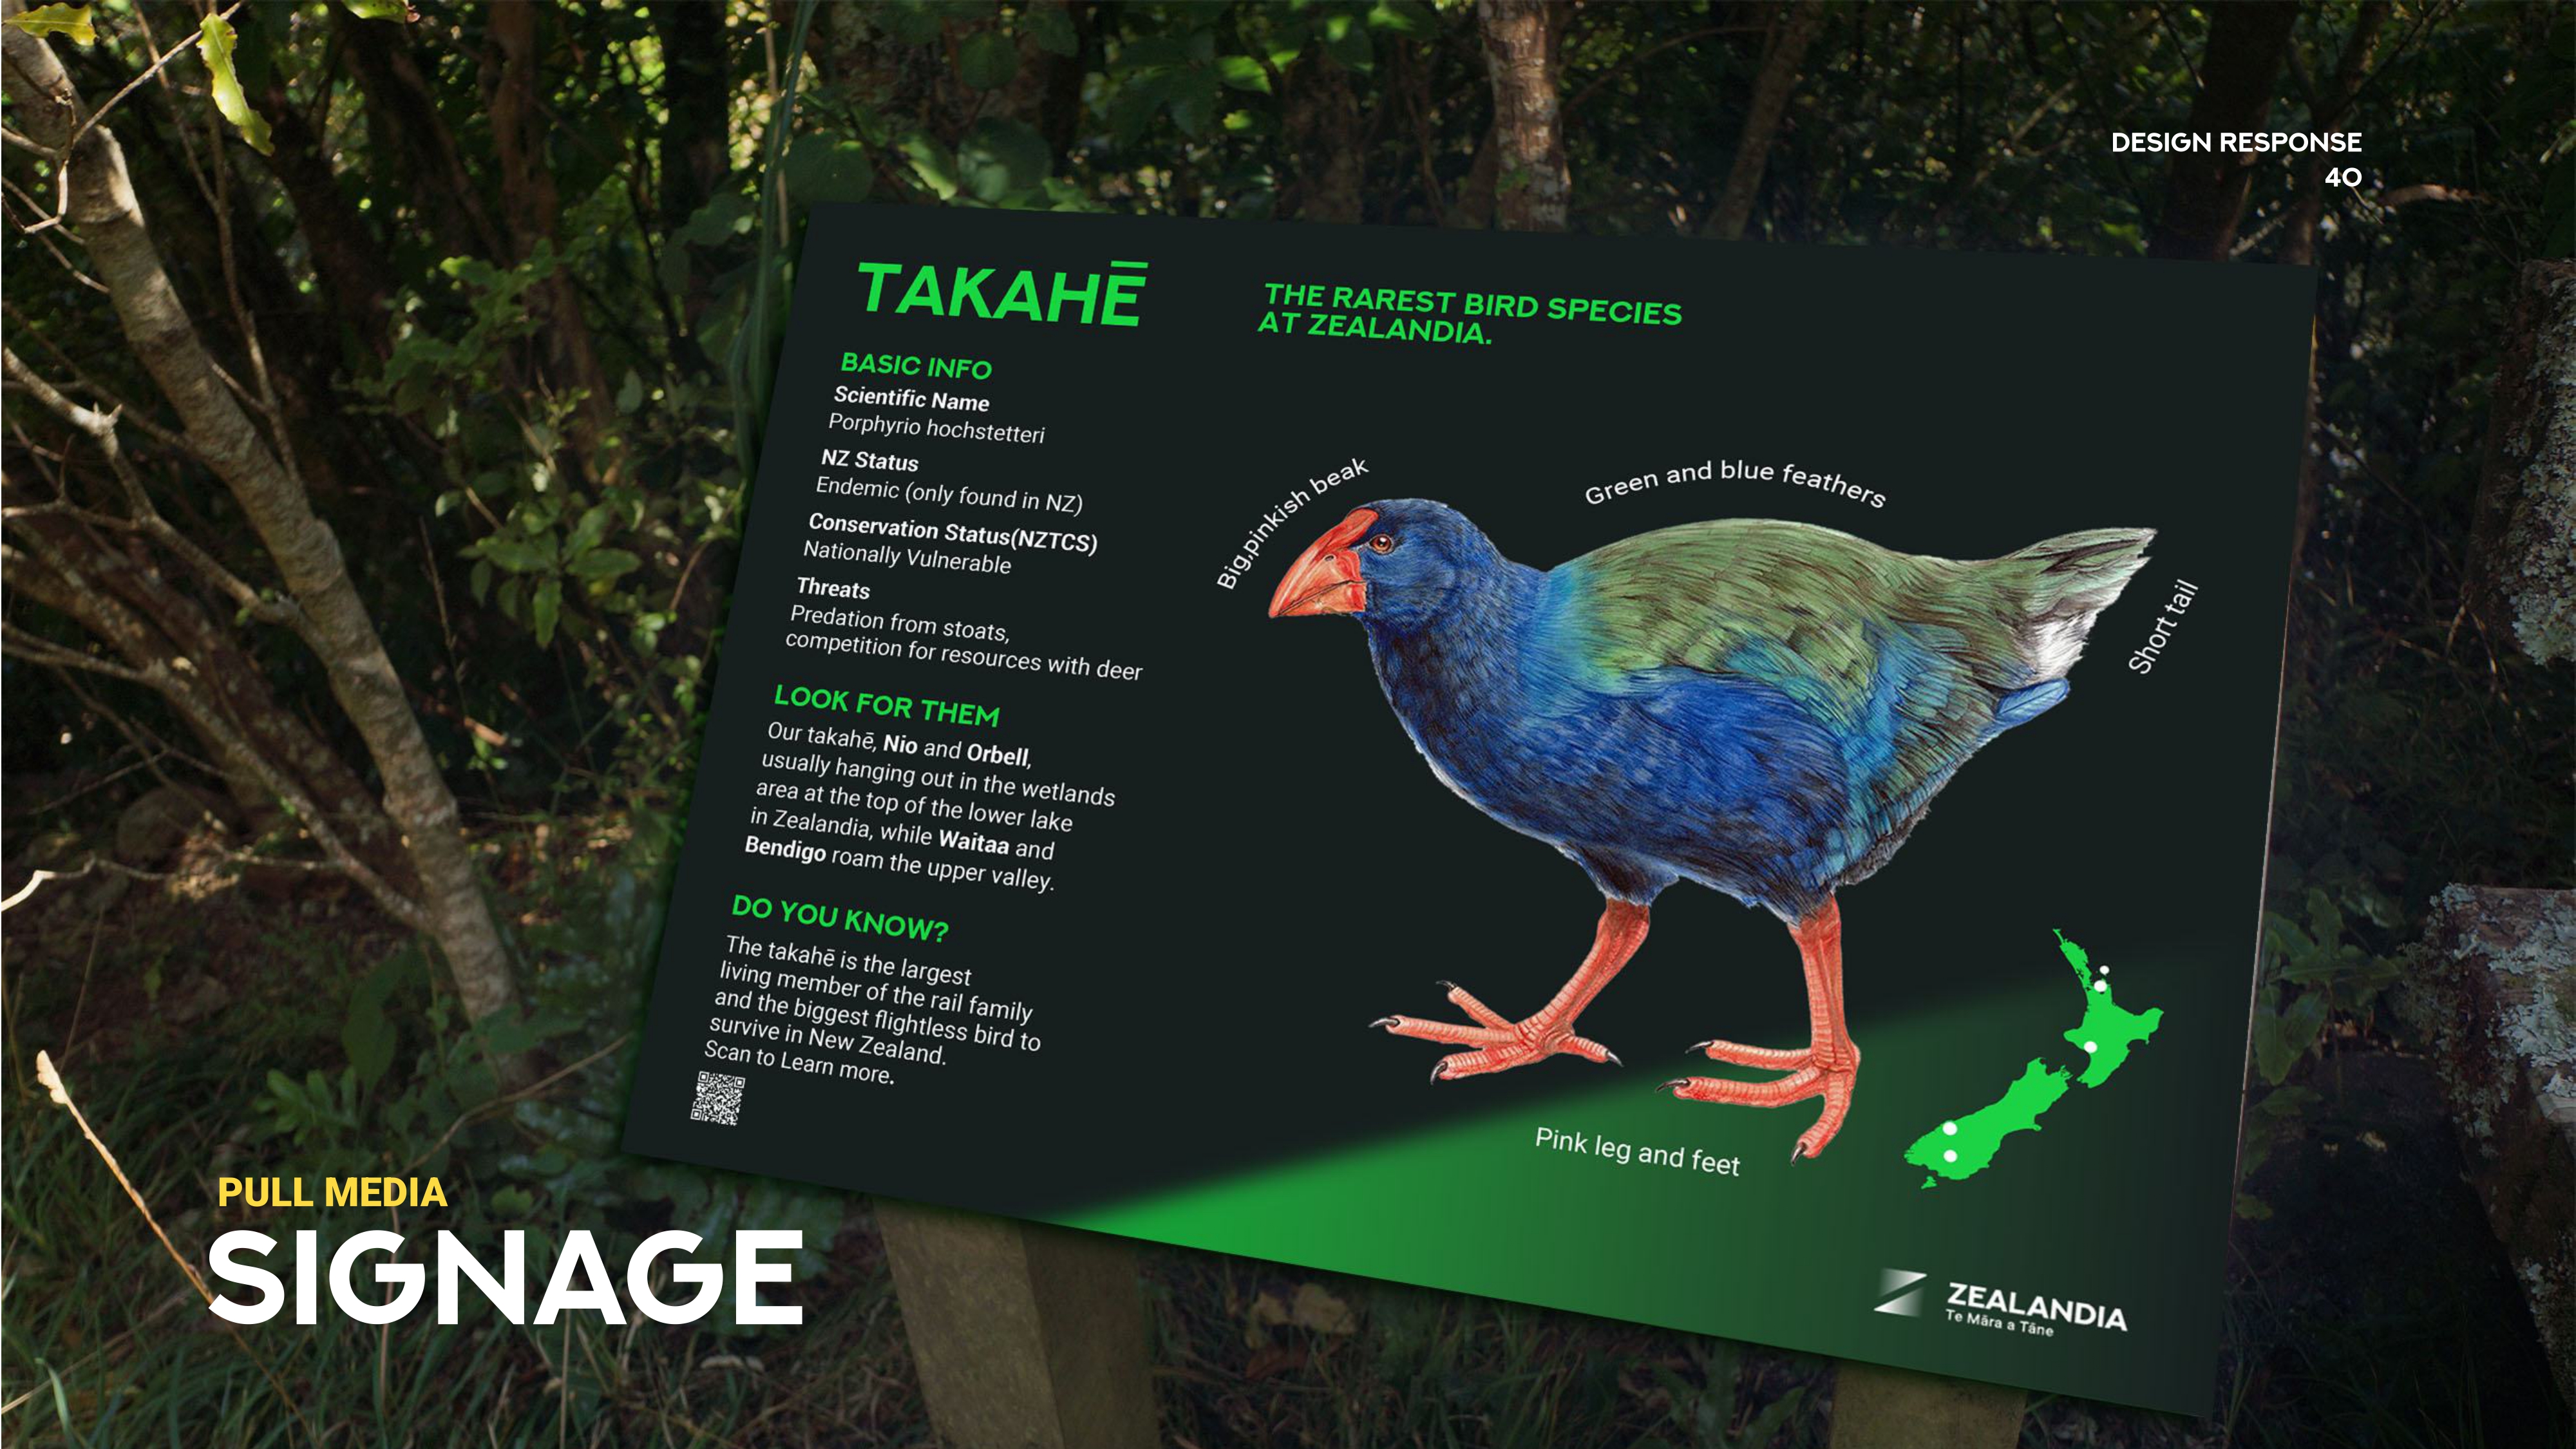 DESIGN RESPONSE
40
TAKAHĒ
THE RAREST BIRD SPECIES
AT ZEALANDIA.
BASIC INFO
Scientific Name
Porphyrio hochstetteri
NZ Status
Endemic (only found in NZ)
Conservation Status(NZTCS)
Nationally Vulnerable
Threats
Predation from stoats,
competition for resources with deer
LOOK FOR THEM
Our takahē, Nio and Orbell,
usually hanging out in the wetlands
area at the top of the lower lake
in Zealandia, while Waitaa and
Bendigo roam the upper valley.
DO YOU KNOW?
The takahē is the largest
living member of the rail family
and the biggest flightless bird to
survive in New Zealand.
Scan to Learn more.
Big,pinkish beak
Green and blue feathers
Short tail
Pink leg and feet
ZEALANDIA
Te Māra a Tāne
PULL MEDIA
SIGNAGE